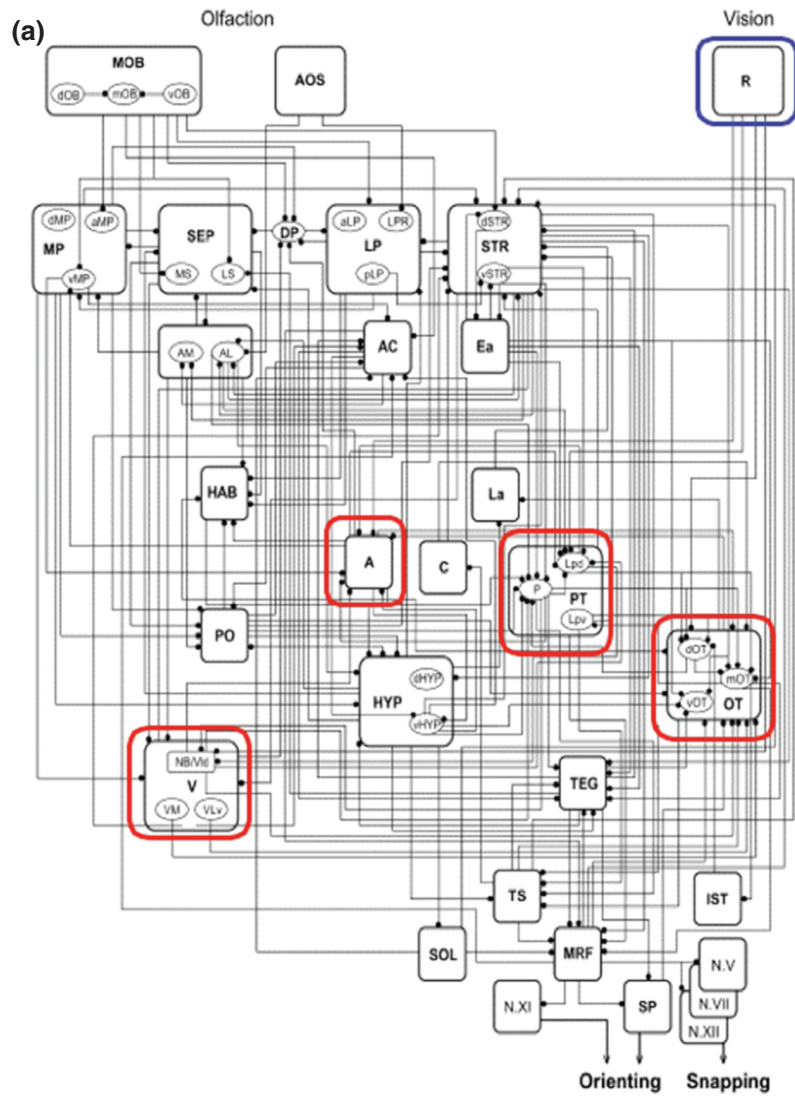 (a)
Olfaction
Vision
MOB
dOB mOB vOB
AOS
R
dMP aMP
MP
vMP
SEP
MS LS
DP
aLP LPR
LP
pLP
dSTR
STR
vSTR
AM AL
AC
Ea
HAB
La
A
C
Lpd
P
PT
Lpv
PO
dHYP
HYP
vHYP
dOT
mOT
vOT
OT
NB/Vld
V
VM VLv
TEG
TS
IST
SOL
MRF
N.V
N.VII
N.XII
N.XI
SP
Orienting
Snapping